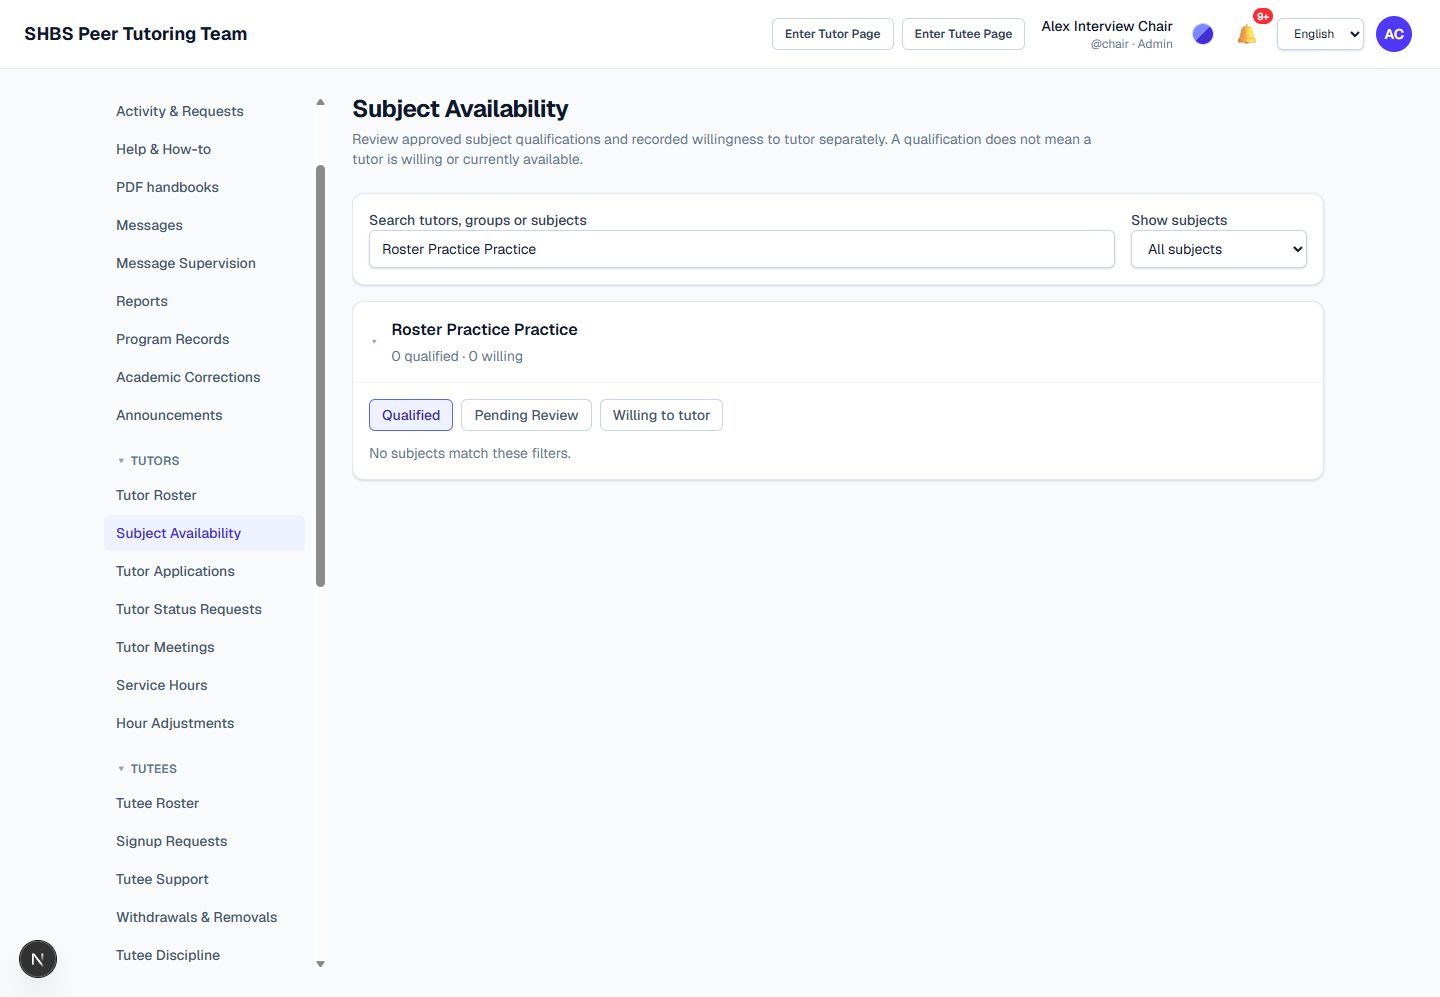 SHBS Peer Tutoring Team
Enter Tutor Page
Enter Tutee Page
Alex Interview Chair
@chair · Admin
9+
English
AC
Activity & Requests
Help & How-to
PDF handbooks
Messages
Message Supervision
Reports
Program Records
Academic Corrections
Announcements
TUTORS
Tutor Roster
Subject Availability
Tutor Applications
Tutor Status Requests
Tutor Meetings
Service Hours
Hour Adjustments
TUTEES
Tutee Roster
Signup Requests
Tutee Support
Withdrawals & Removals
Tutee Discipline
N
Subject Availability
Review approved subject qualifications and recorded willingness to tutor separately. A qualification does not mean a
tutor is willing or currently available.
Search tutors, groups or subjects
Roster Practice Practice
Show subjects
All subjects
Roster Practice Practice
0 qualified · 0 willing
Qualified
Pending Review
Willing to tutor
No subjects match these filters.